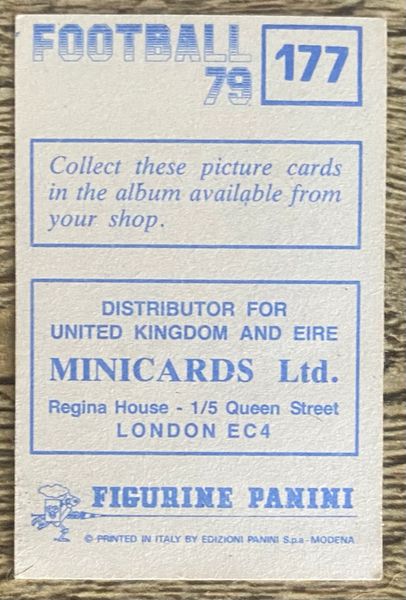 FOOTBALL
79
177
Collect these picture cards
in the album available from
your shop.
DISTRIBUTOR FOR
UNITED KINGDOM AND EIRE
MINICARDS Ltd.
Regina House - 1/5 Queen Street
LONDON EC4
FIGURINE PANINI
© PRINTED IN ITALY BY EDIZIONI PANINI S.p.a - MODENA